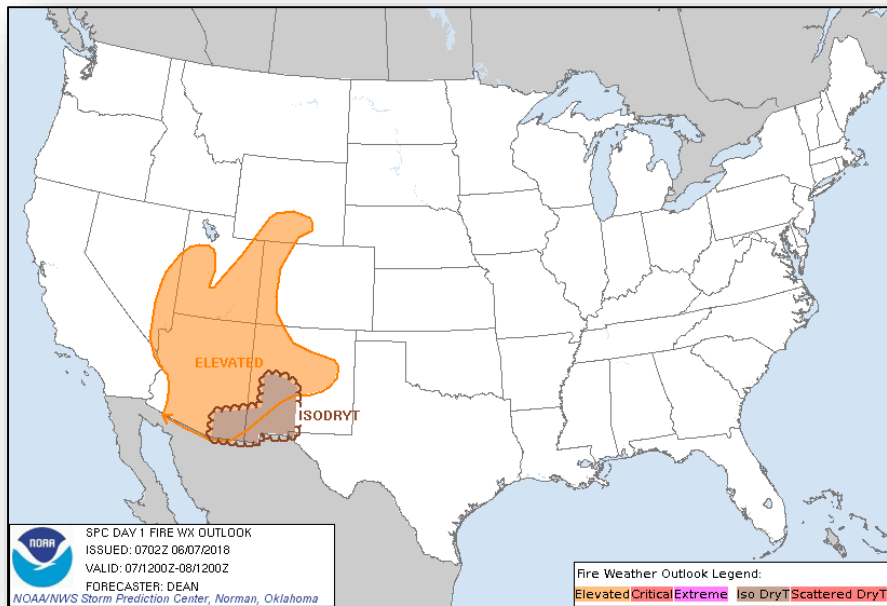 ELEVATED
ISODRYT
NOAA
SPC DAY 1 FIRE WX OUTLOOK
ISSUED: 0702Z 06/07/2018
VALID: 07/1200Z-08/1200Z
FORECASTER: DEAN
NOAA/NWS Storm Prediction Center, Norman, Oklahoma
Fire Weather Outlook Legend:
Elevated Critical Extreme Iso DryT Scattered DryT